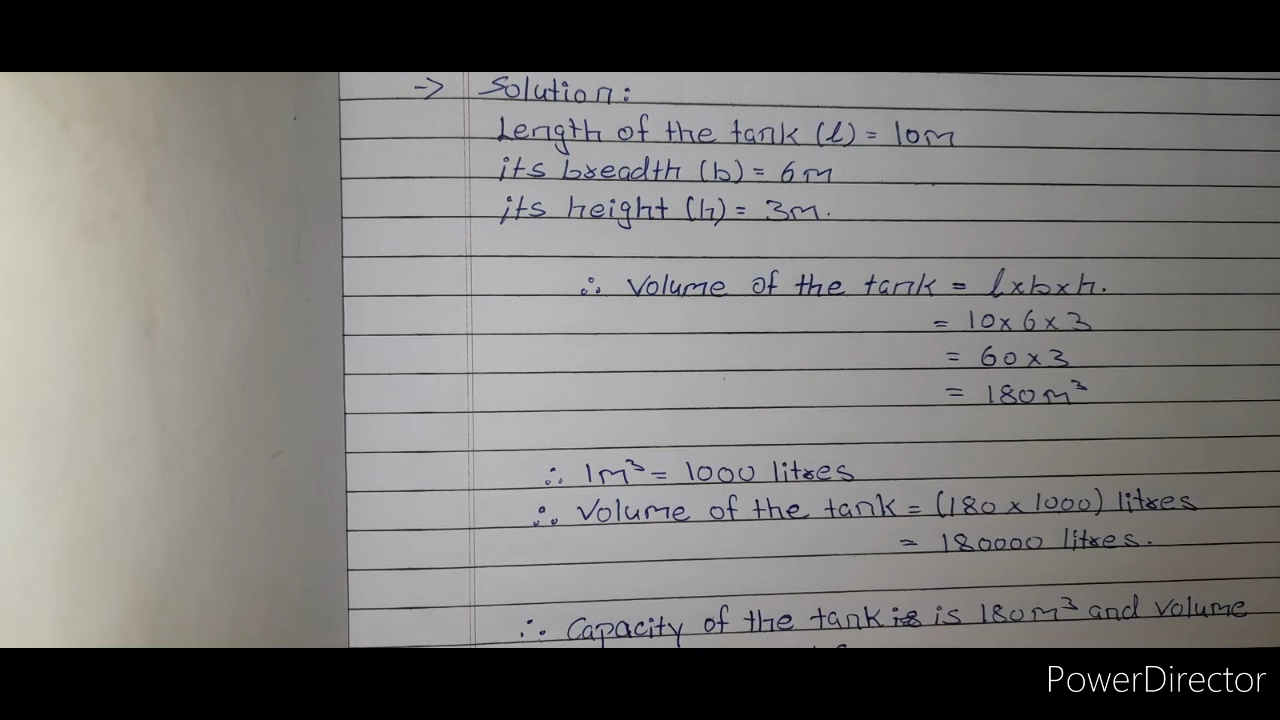 → Solution:
Length of the tank (l) = 10m
its breadth (b) = 6m
its height (h) = 3m.
∴ Volume of the tank = l×b×h.
= 10×6×3
= 60×3
= 180m³
∴ 1m³ = 1000 litres
∴ Volume of the tank = (180 × 1000) litres
= 180000 litres.
∴ Capacity of the tank is is 180m³ and volume
PowerDirector